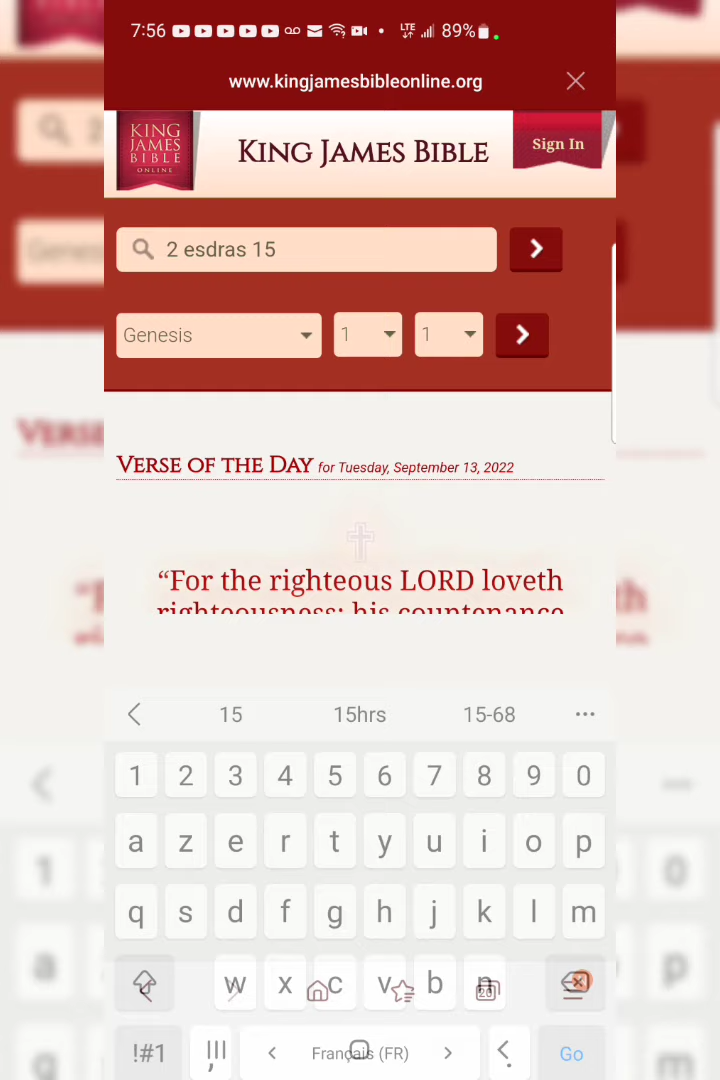 7:56 LTE 89%
www.kingjamesbibleonline.org
KING
JAMES
BIBLE
ONLINE
KING JAMES BIBLE
Sign In
2 esdras 15
Genesis 1 1
VERSE OF THE DAY for Tuesday, September 13, 2022
“For the righteous LORD loveth
righteousness; his countenance
15 15hrs 15-68 ...
1 2 3 4 5 6 7 8 9 0
a z e r t y u i o p
q s d f g h j k l m
w x c v b n
20
!#1 , Français (FR) . Go